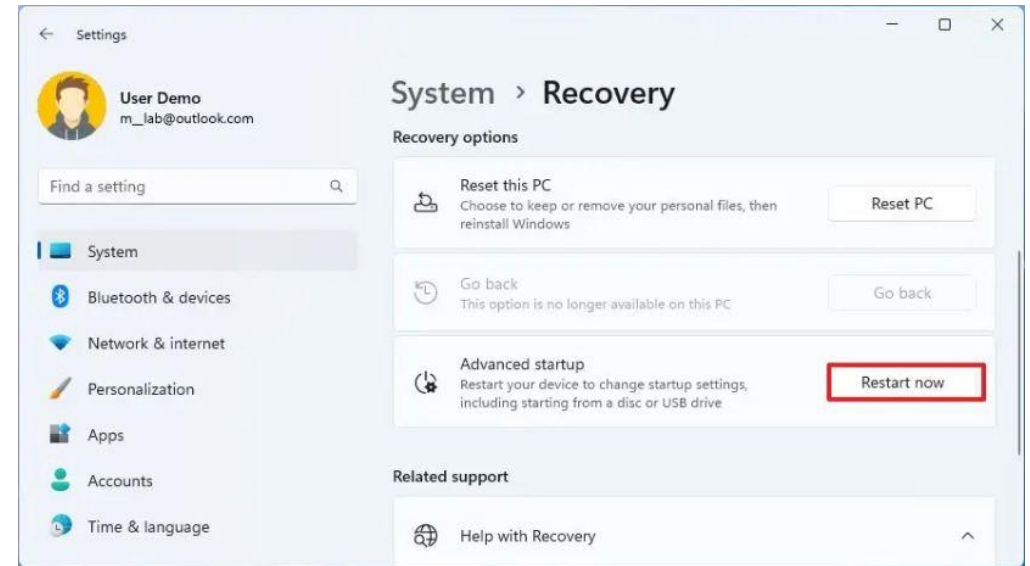 Settings
User Demo
m_lab@outlook.com
Find a setting
System
Bluetooth & devices
Network & internet
Personalization
Apps
Accounts
Time & language
System > Recovery
Recovery options
Reset this PC
Choose to keep or remove your personal files, then
reinstall Windows
Reset PC
Go back
This option is no longer available on this PC
Go back
Advanced startup
Restart your device to change startup settings,
including starting from a disc or USB drive
Restart now
Related support
Help with Recovery